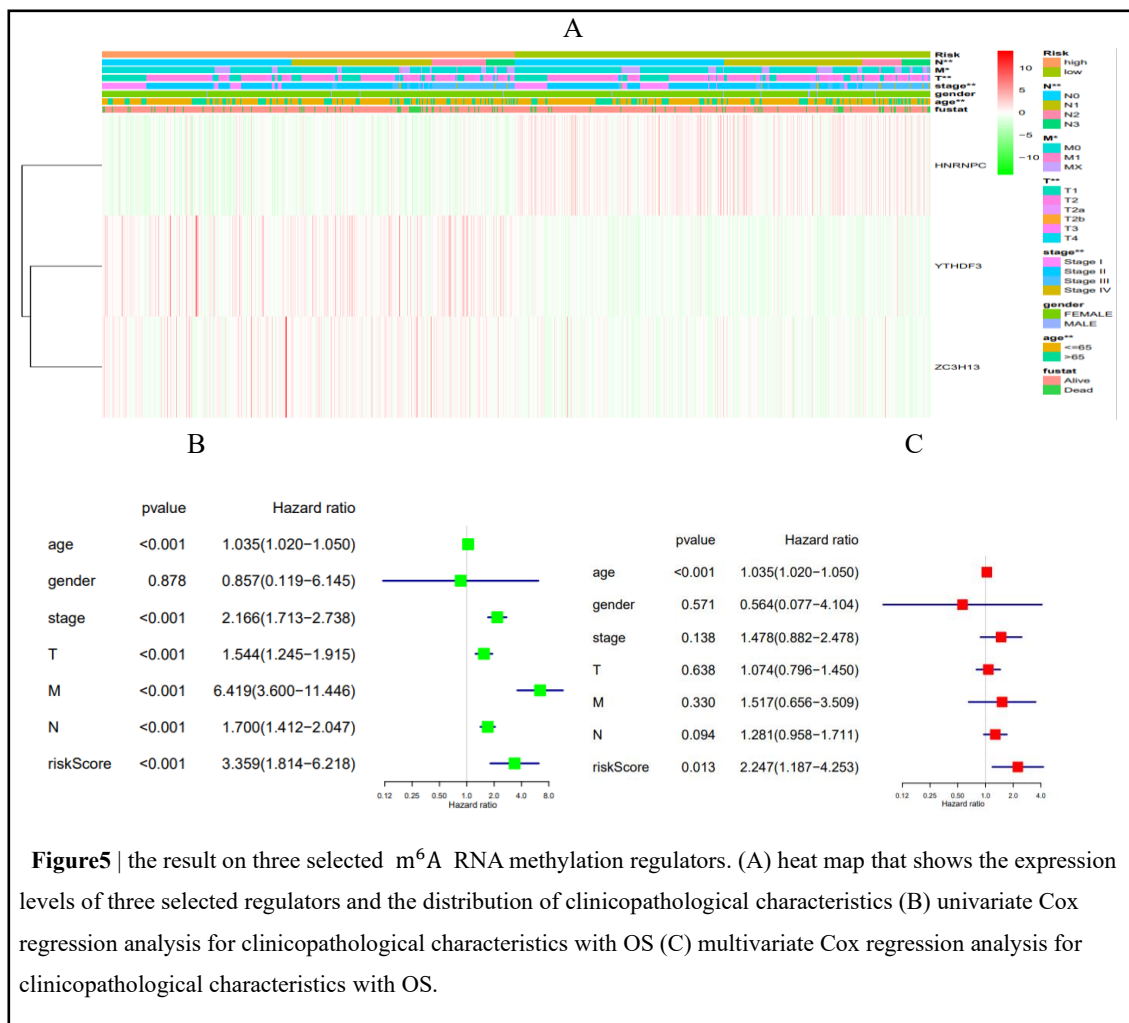 A
Risk
N**
M*
T**
stage**
gender
age**
fustat
HNRNPC
YTHDF3
ZC3H13
10
5
0
−5
−10
Risk
high
low
N**
N0
N1
N2
N3
M*
M0
M1
MX
T**
T1
T2
T2a
T2b
T3
T4
stage**
Stage I
Stage II
Stage III
Stage IV
gender
FEMALE
MALE
age**
<=65
>65
fustat
Alive
Dead
B
pvalue Hazard ratio
age <0.001 1.035(1.020−1.050)
gender 0.878 0.857(0.119−6.145)
stage <0.001 2.166(1.713−2.738)
T <0.001 1.544(1.245−1.915)
M <0.001 6.419(3.600−11.446)
N <0.001 1.700(1.412−2.047)
riskScore <0.001 3.359(1.814−6.218)
0.12 0.25 0.50 1.0 2.0 4.0 8.0
Hazard ratio
C
pvalue Hazard ratio
age <0.001 1.035(1.020−1.050)
gender 0.571 0.564(0.077−4.104)
stage 0.138 1.478(0.882−2.478)
T 0.638 1.074(0.796−1.450)
M 0.330 1.517(0.656−3.509)
N 0.094 1.281(0.958−1.711)
riskScore 0.013 2.247(1.187−4.253)
0.12 0.25 0.50 1.0 2.0 4.0
Hazard ratio
Figure5 | the result on three selected m⁶A RNA methylation regulators. (A) heat map that shows the expression
levels of three selected regulators and the distribution of clinicopathological characteristics (B) univariate Cox
regression analysis for clinicopathological characteristics with OS (C) multivariate Cox regression analysis for
clinicopathological characteristics with OS.